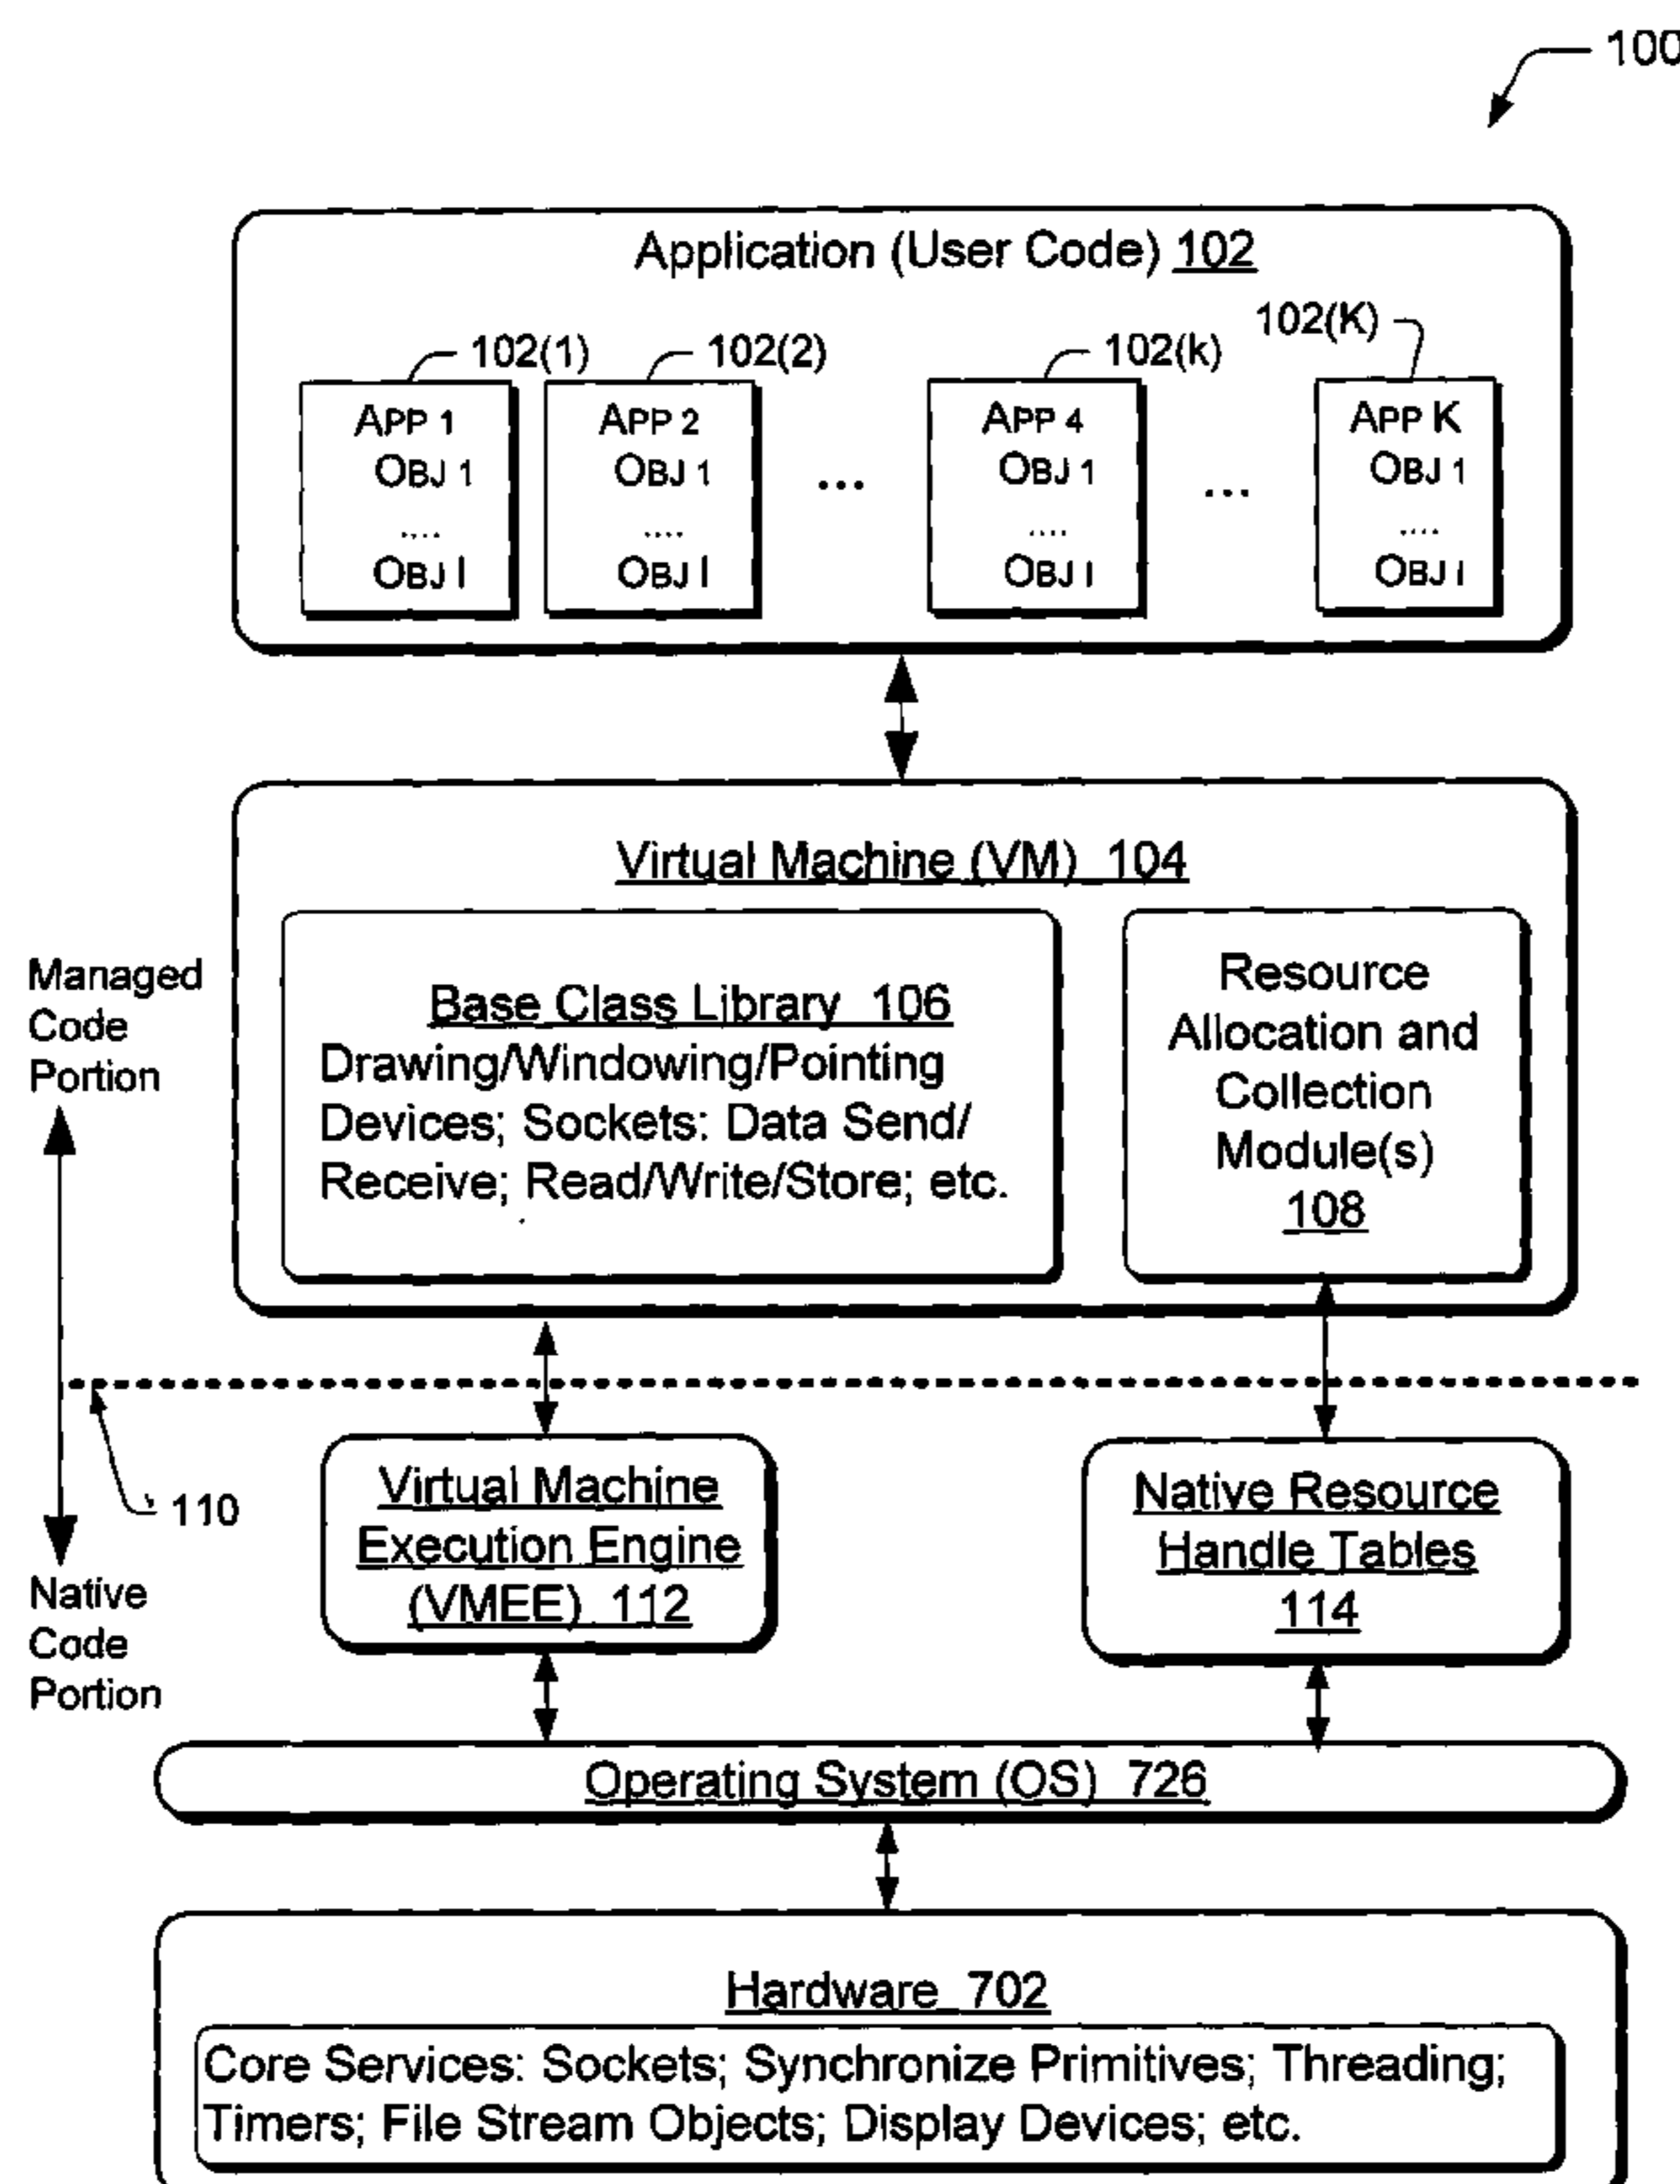 100
Application (User Code) 102
102(1)
102(2)
102(k)
102(K)
APP 1
OBJ 1
....
OBJ I
APP 2
OBJ 1
....
OBJ I
...
APP 4
OBJ 1
....
OBJ I
...
APP K
OBJ 1
....
OBJ I
Virtual Machine (VM) 104
Base Class Library 106
Drawing/Windowing/Pointing
Devices; Sockets: Data Send/
Receive; Read/Write/Store; etc.
Resource
Allocation and
Collection
Module(s)
108
Managed
Code
Portion
110
Native
Code
Portion
Virtual Machine
Execution Engine
(VMEE) 112
Native Resource
Handle Tables
114
Operating System (OS) 726
Hardware 702
Core Services: Sockets; Synchronize Primitives; Threading;
Timers; File Stream Objects; Display Devices; etc.